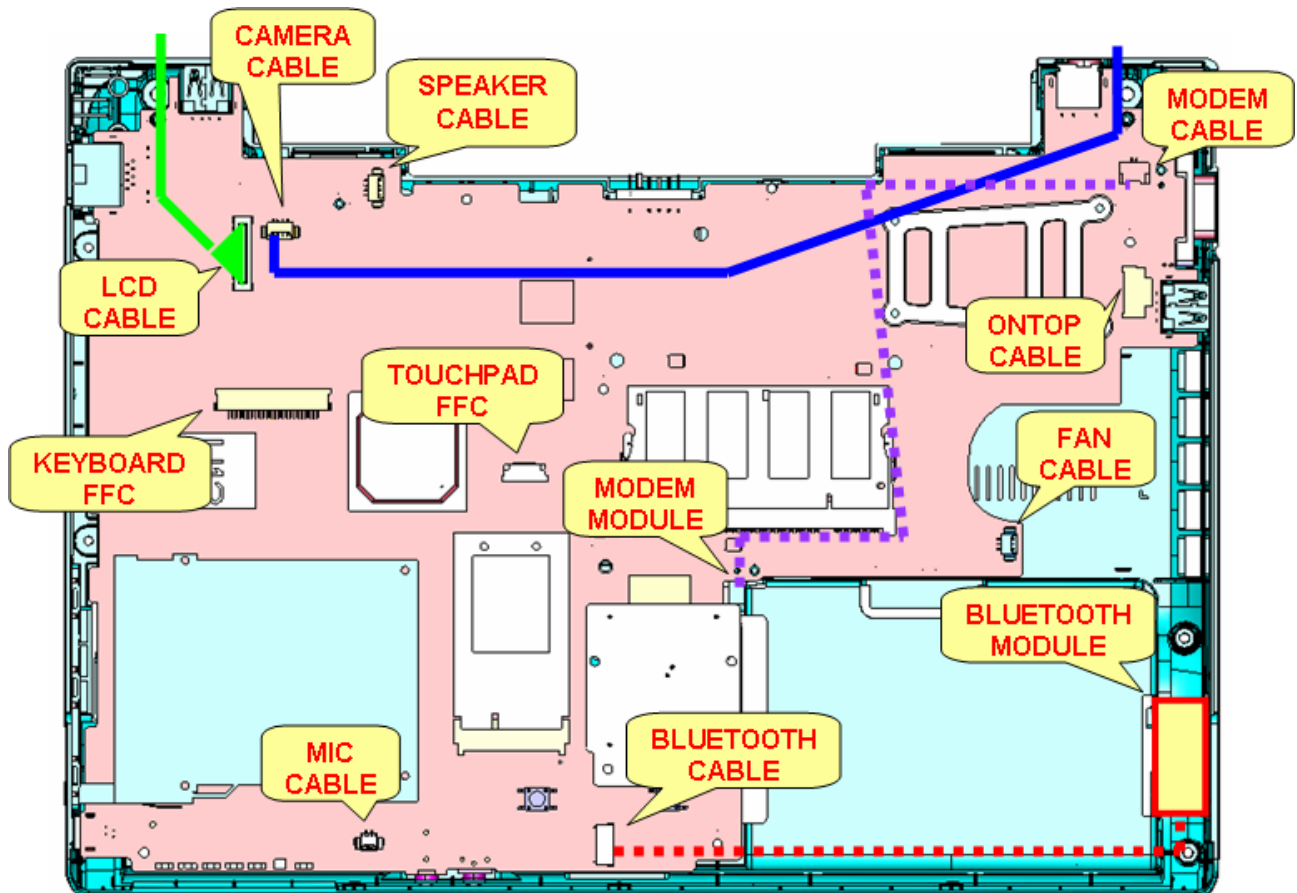 CAMERA
CABLE
SPEAKER
CABLE
MODEM
CABLE
LCD
CABLE
ONTOP
CABLE
TOUCHPAD
FFC
KEYBOARD
FFC
FAN
CABLE
MODEM
MODULE
BLUETOOTH
MODULE
MIC
CABLE
BLUETOOTH
CABLE